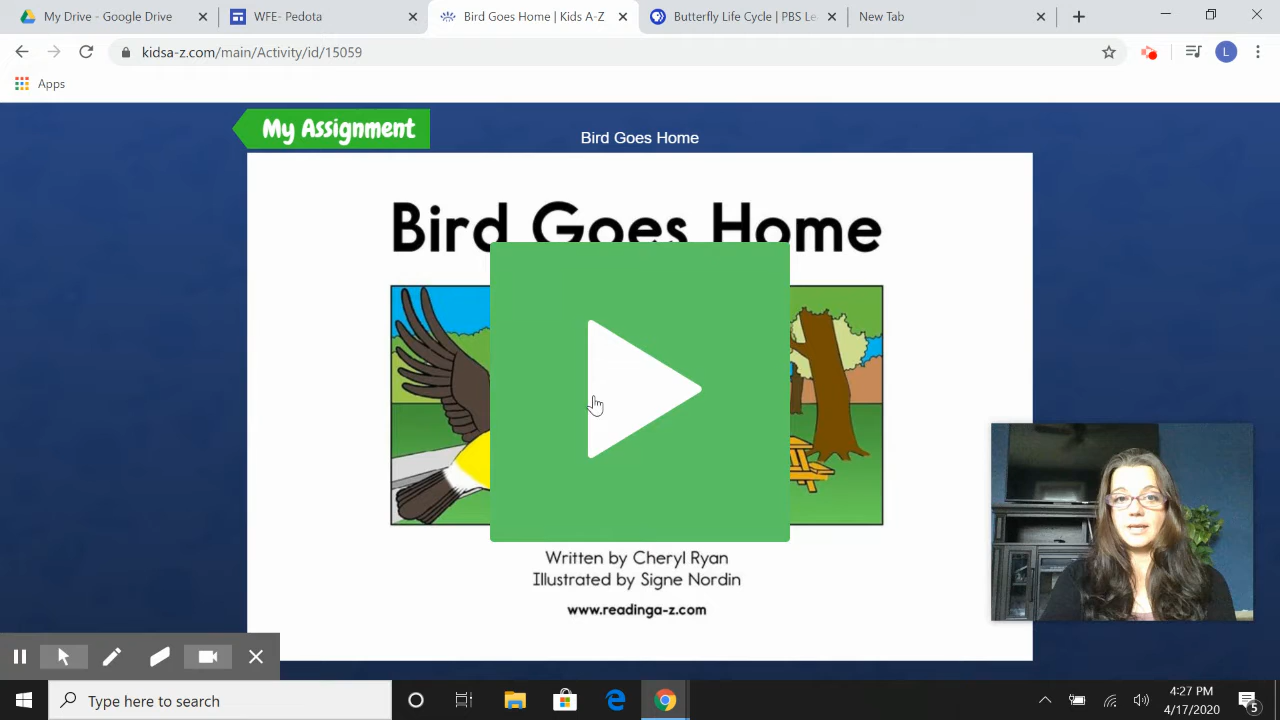 My Drive - Google Drive
WFE- Pedota
Bird Goes Home | Kids A-Z
Butterfly Life Cycle | PBS Le
New Tab
kidsa-z.com/main/Activity/id/15059
L
Apps
My Assignment
Bird Goes Home
Bird Goes Home
Written by Cheryl Ryan
Illustrated by Signe Nordin
www.readinga-z.com
Type here to search
4:27 PM
4/17/2020
5